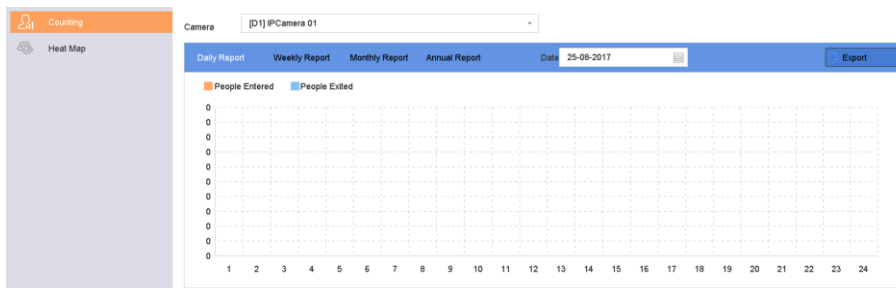 Counting
Heat Map
Camera [D1] IPCamera 01
Daily Report Weekly Report Monthly Report Annual Report Date 25-08-2017 Export
People Entered People Exited
0
0
0
0
0
0
0
0
0
0
0
1 2 3 4 5 6 7 8 9 10 11 12 13 14 15 16 17 18 19 20 21 22 23 24